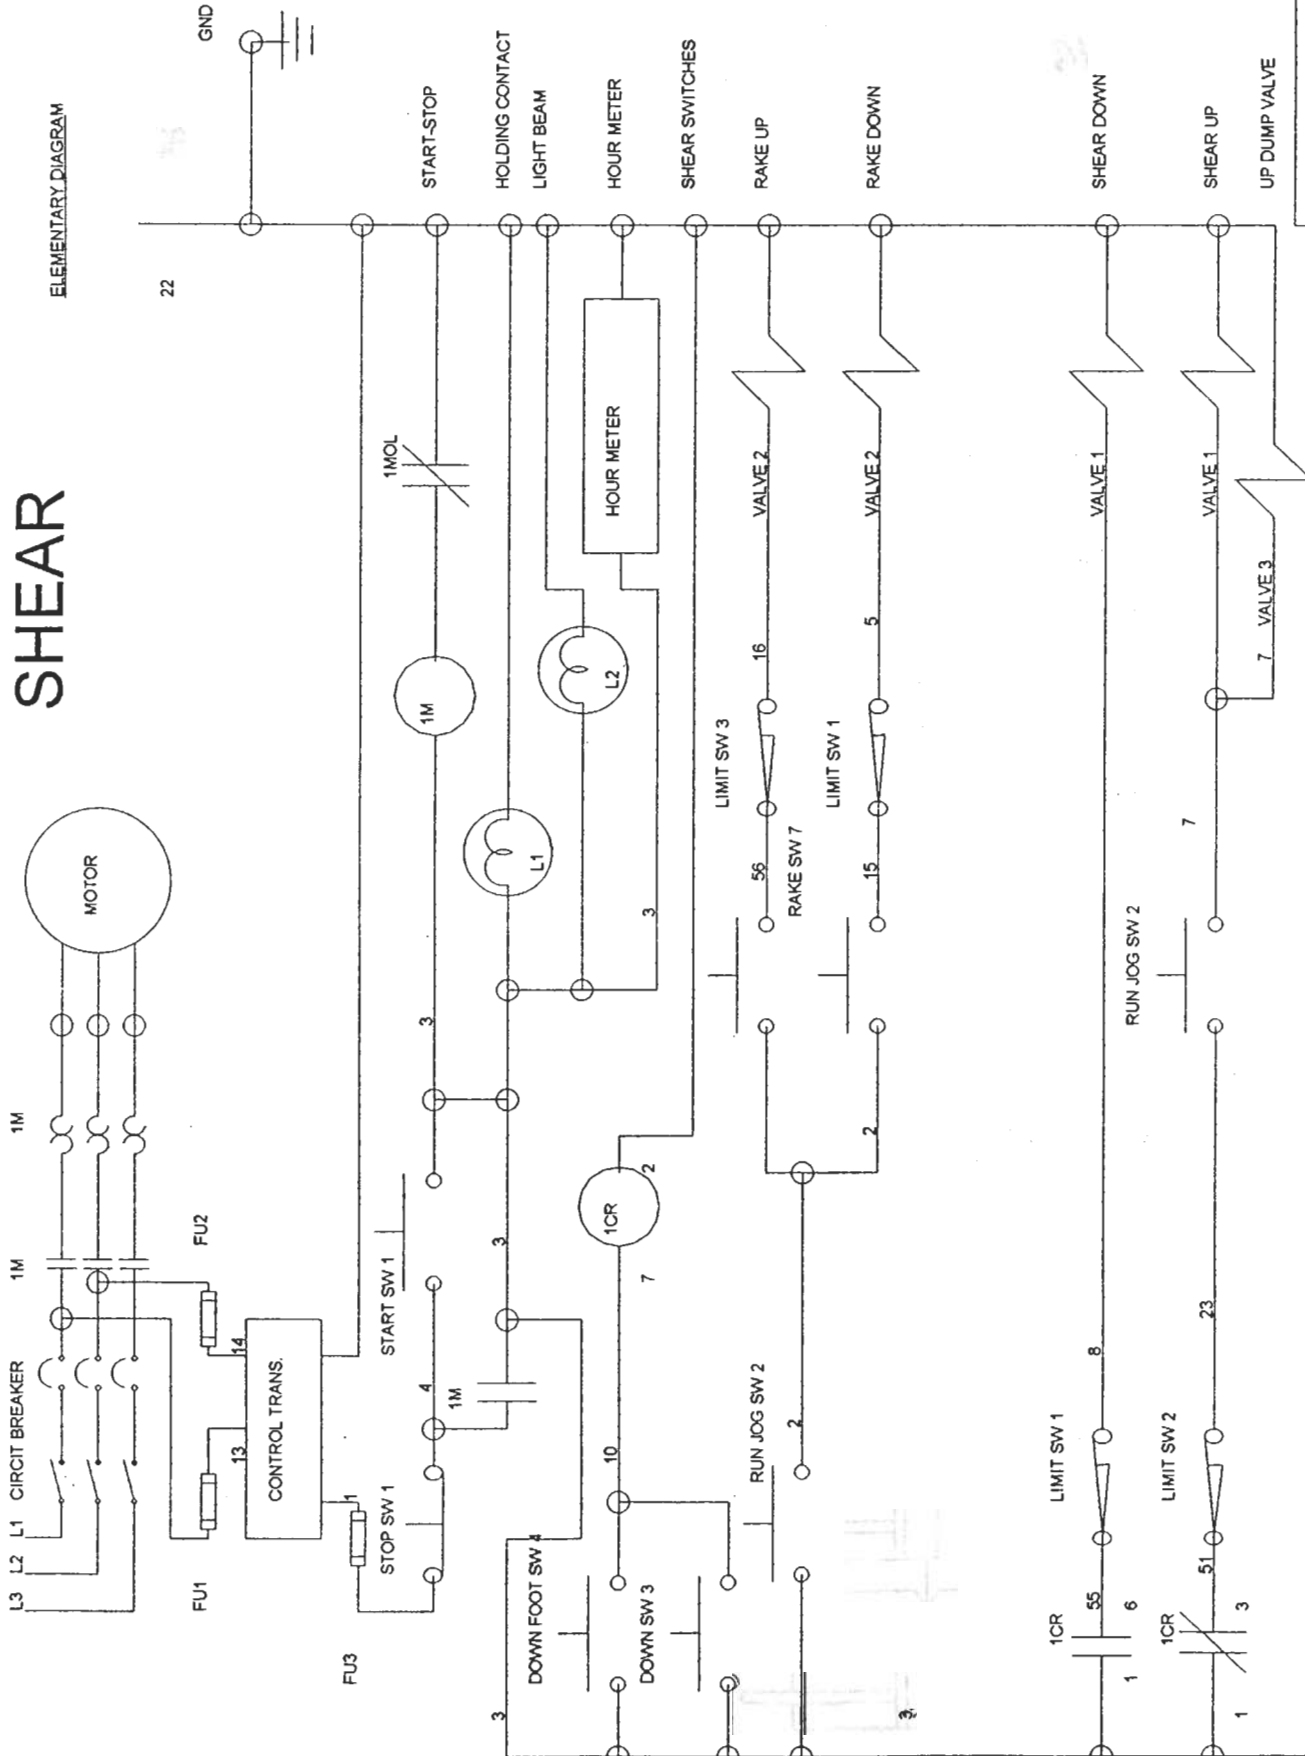 SHEAR
ELEMENTARY DIAGRAM
L1 CIRCIT BREAKER 1M 1M
L2
L3
MOTOR
22
GND
FU1
FU2
13
14
CONTROL TRANS.
1
FU3
STOP SW 1
4
START SW 1
3
1M
1MOL
START-STOP
1M
3
L1
HOLDING CONTACT
LIGHT BEAM
3
DOWN FOOT SW 4
L2
10
7
1CR
2
3
HOUR METER
HOUR METER
DOWN SW 3
SHEAR SWITCHES
RUN JOG SW 2
2
2
56
RAKE SW 7
LIMIT SW 3
16
VALVE 2
RAKE UP
15
LIMIT SW 1
5
VALVE 2
RAKE DOWN
3
1CR
1
6
55
LIMIT SW 1
8
VALVE 1
SHEAR DOWN
1CR
1
3
51
LIMIT SW 2
23
RUN JOG SW 2
7
VALVE 1
SHEAR UP
7
VALVE 3
UP DUMP VALVE